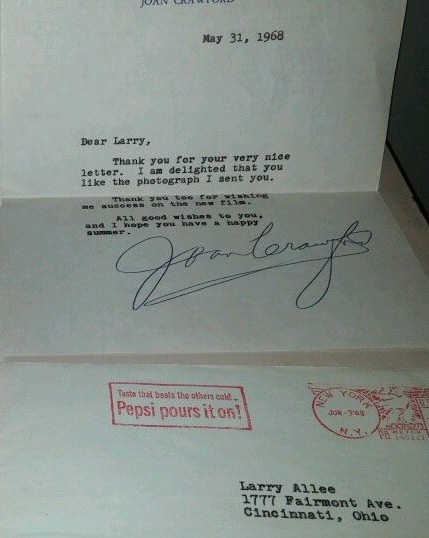 JOAN CRAWFORD
May 31, 1968
Dear Larry,
Thank you for your very nice
letter. I am delighted that you
like the photograph I sent you.
Thank you too for wishing
me success on the new film.
All good wishes to you,
and I hope you have a happy
summer.
Joan Crawford
Taste that beats the others cold...
Pepsi pours it on!
NEW YORK
JUN-3'68
N.Y.
Larry Allee
1777 Fairmont Ave.
Cincinnati, Ohio